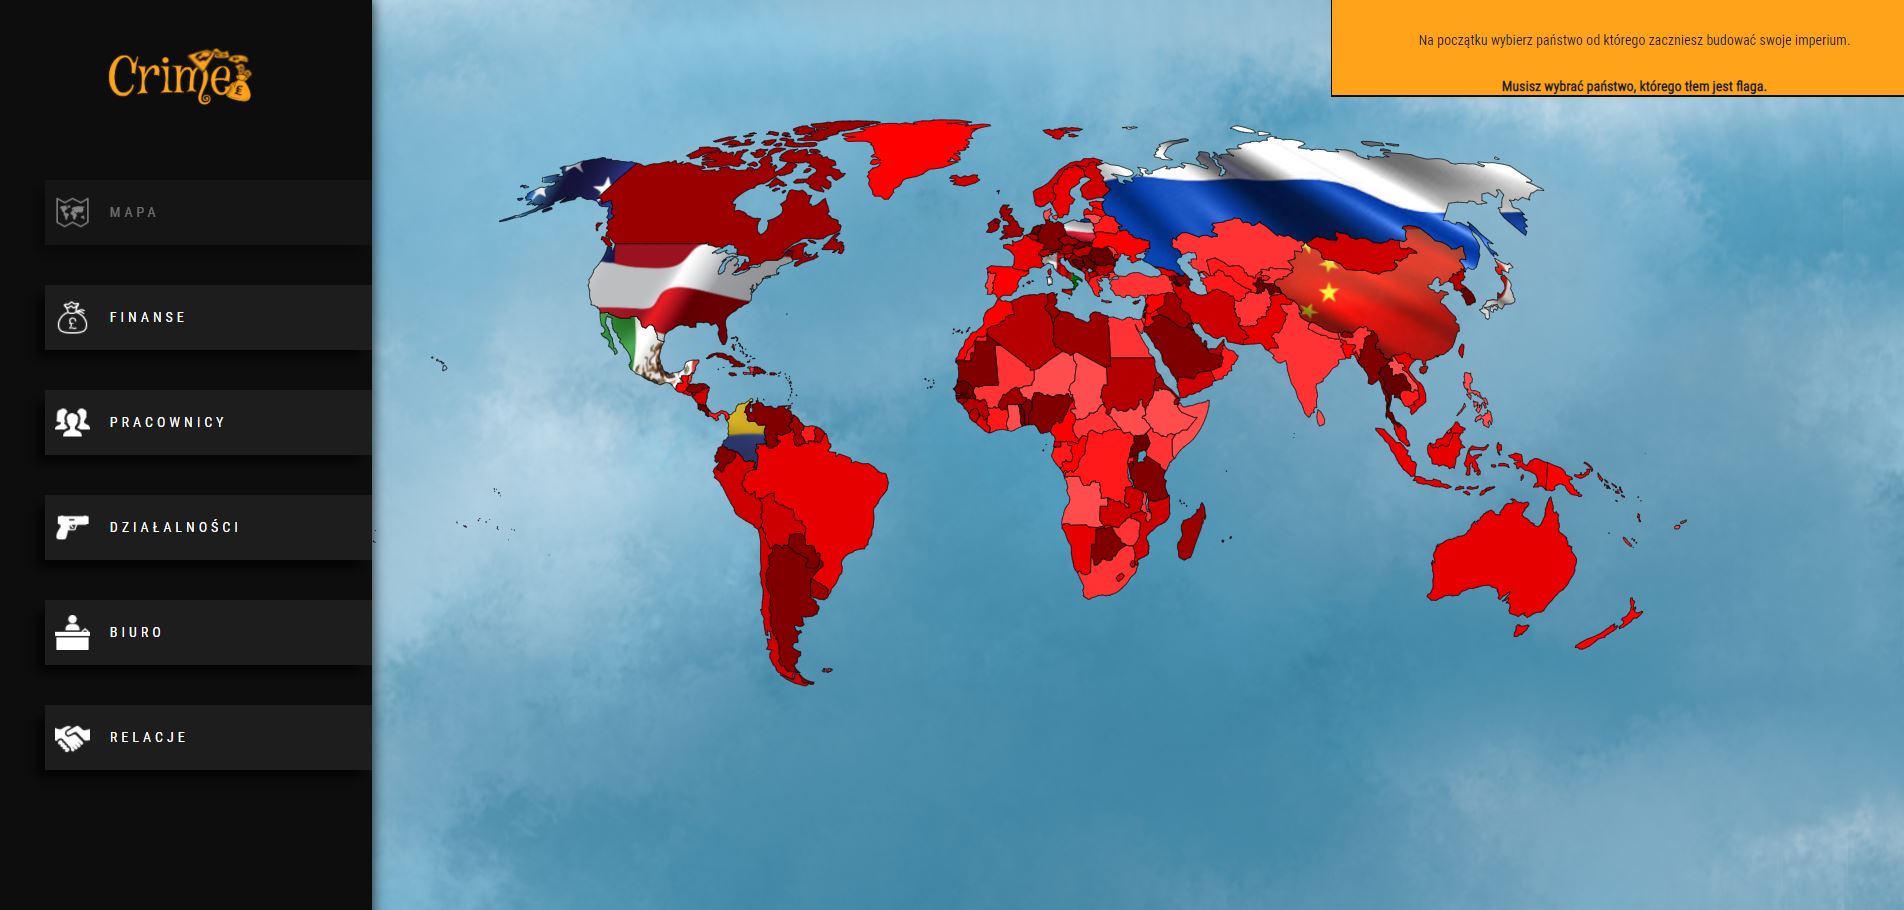 Crime
Na początku wybierz państwo od którego zaczniesz budować swoje imperium.
Musisz wybrać państwo, którego tłem jest flaga.
MAPA
FINANSE
PRACOWNICY
DZIAŁALNOŚCI
BIURO
RELACJE